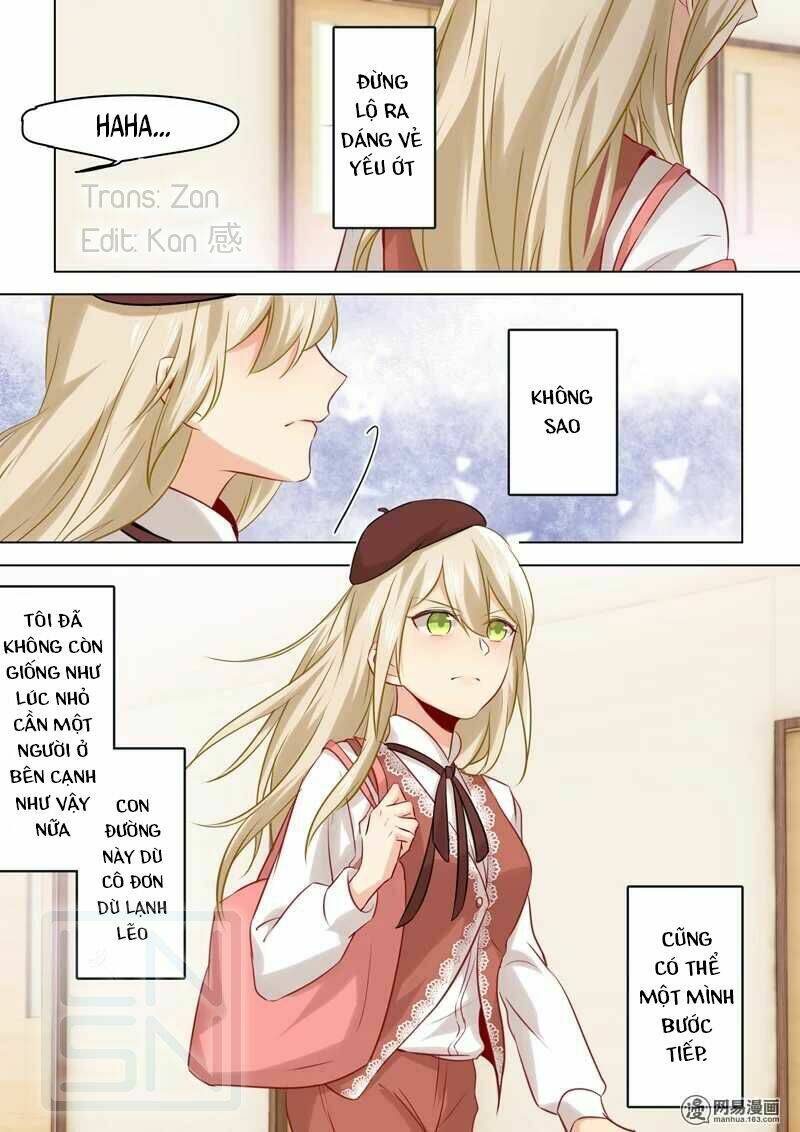 HAHA...
ĐỪNG
LỘ RA
DÁNG VẺ
YẾU ỚT
Trans: Zan
Edit: Kan 感
KHÔNG
SAO
TÔI ĐÃ
KHÔNG CÒN
GIỐNG NHƯ
LÚC NHỎ
CẦN MỘT
NGƯỜI Ở
BÊN CẠNH
NHƯ VẬY
NỮA
CON
ĐƯỜNG
NÀY DÙ
CÔ ĐƠN
DÙ LẠNH
LẼO
CŨNG
CÓ THỂ
MỘT MÌNH
BƯỚC
TIẾP.
网易漫画
manhua.163.com